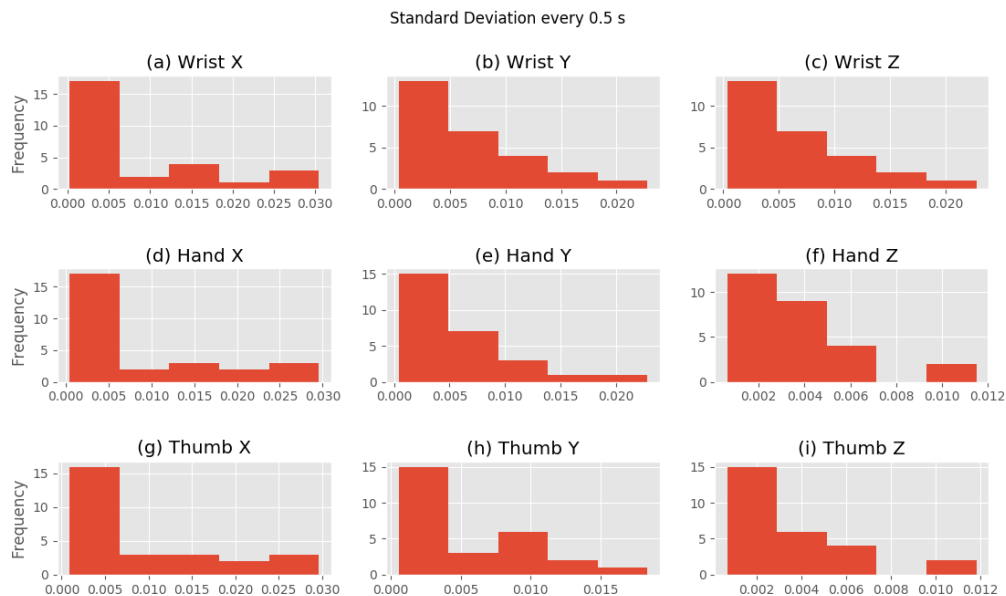 Standard Deviation every 0.5 s
(a) Wrist X
(b) Wrist Y
(c) Wrist Z
Frequency
15
10
5
0
0.000 0.005 0.010 0.015 0.020 0.025 0.030
10
5
0
0.000 0.005 0.010 0.015 0.020
10
5
0
0.000 0.005 0.010 0.015 0.020
(d) Hand X
(e) Hand Y
(f) Hand Z
Frequency
15
10
5
0
0.000 0.005 0.010 0.015 0.020 0.025 0.030
15
10
5
0
0.000 0.005 0.010 0.015 0.020
10
5
0
0.002 0.004 0.006 0.008 0.010 0.012
(g) Thumb X
(h) Thumb Y
(i) Thumb Z
Frequency
15
10
5
0
0.000 0.005 0.010 0.015 0.020 0.025 0.030
15
10
5
0
0.000 0.005 0.010 0.015
15
10
5
0
0.002 0.004 0.006 0.008 0.010 0.012